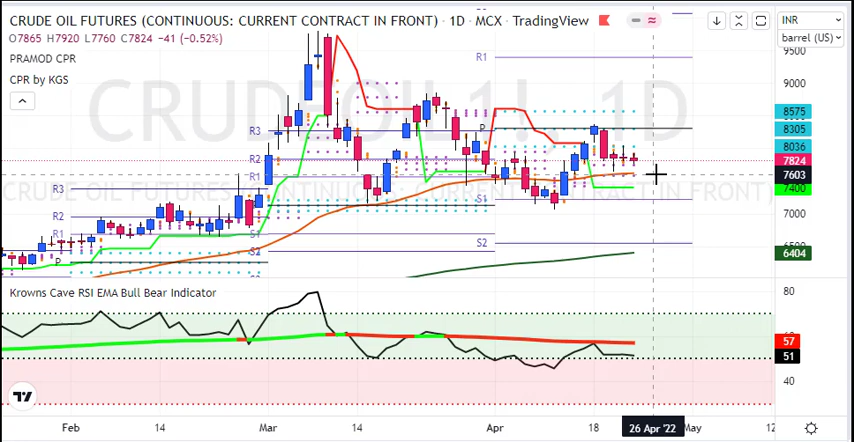 CRUDE OIL FUTURES (CONTINUOUS: CURRENT CONTRACT IN FRONT) · 1D · MCX · TradingView
INR
O7865 H7920 L7760 C7824 −41 (−0.52%)
barrel (US)
PRAMOD CPR
CPR by KGS
CRUDE OIL 1!, 1D
CRUDE OIL FUTURES (CONTINUOUS: CURRENT CONTRACT IN FRONT)
R1
R3
P
R2
R1
R3
R2
R1
P
S1
S2
S1
S1
S2
9500
9000
8575
8305
8036
7824
7603
7400
7000
6404
Krowns Cave RSI EMA Bull Bear Indicator
80
57
51
40
Feb
14
Mar
14
Apr
18
26 Apr '22
May
12